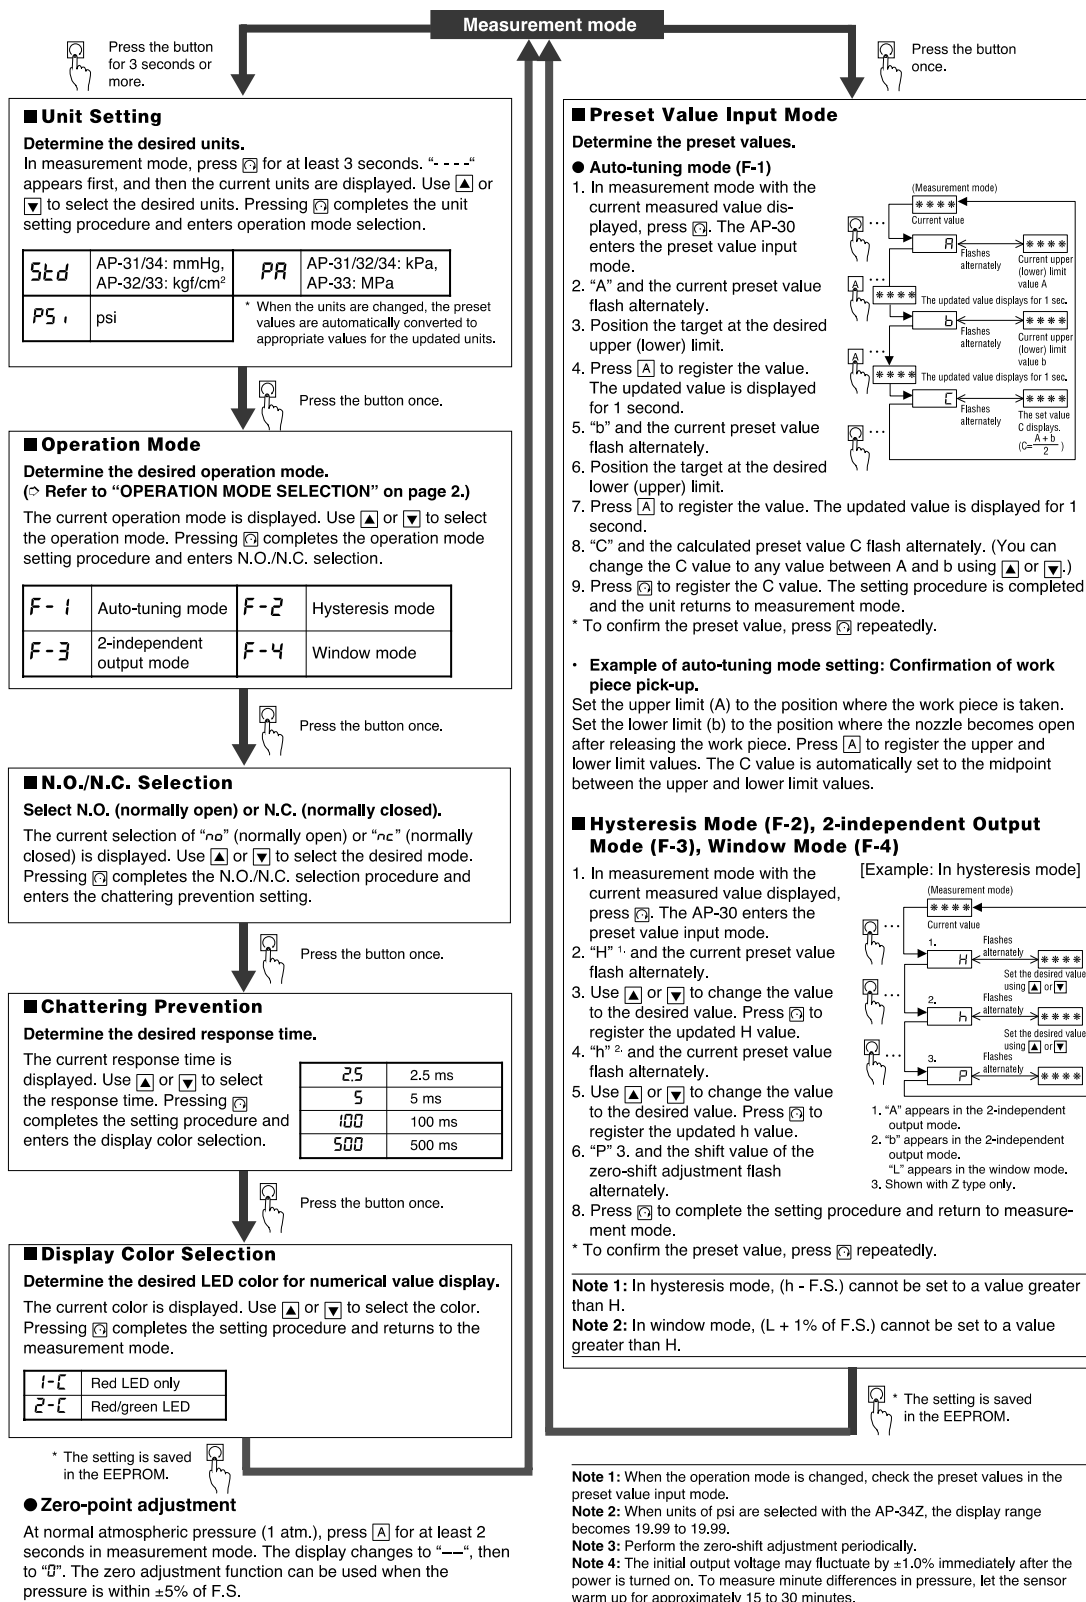 Measurement mode
Press the button
for 3 seconds or
more.
■ Unit Setting
Determine the desired units.
In measurement mode, press for at least 3 seconds. "- - - -"
appears first, and then the current units are displayed. Use ▲ or
▼ to select the desired units. Pressing completes the unit
setting procedure and enters operation mode selection.
Std AP-31/34: mmHg, AP-32/33: kgf/cm²
PA AP-31/32/34: kPa, AP-33: MPa
PSi psi
* When the units are changed, the preset
values are automatically converted to
appropriate values for the updated units.
Press the button once.
■ Operation Mode
Determine the desired operation mode.
(➪ Refer to "OPERATION MODE SELECTION" on page 2.)
The current operation mode is displayed. Use ▲ or ▼ to select
the operation mode. Pressing completes the operation mode
setting procedure and enters N.O./N.C. selection.
F-1 Auto-tuning mode F-2 Hysteresis mode
F-3 2-independent output mode F-4 Window mode
Press the button once.
■ N.O./N.C. Selection
Select N.O. (normally open) or N.C. (normally closed).
The current selection of "no" (normally open) or "nc" (normally
closed) is displayed. Use ▲ or ▼ to select the desired mode.
Pressing completes the N.O./N.C. selection procedure and
enters the chattering prevention setting.
Press the button once.
■ Chattering Prevention
Determine the desired response time.
The current response time is
displayed. Use ▲ or ▼ to select
the response time. Pressing
completes the setting procedure and
enters the display color selection.
2.5 2.5 ms
5 5 ms
100 100 ms
500 500 ms
Press the button once.
■ Display Color Selection
Determine the desired LED color for numerical value display.
The current color is displayed. Use ▲ or ▼ to select the color.
Pressing completes the setting procedure and returns to the
measurement mode.
1-C Red LED only
2-C Red/green LED
* The setting is saved
in the EEPROM.
● Zero-point adjustment
At normal atmospheric pressure (1 atm.), press A for at least 2
seconds in measurement mode. The display changes to "––", then
to "0". The zero adjustment function can be used when the
pressure is within ±5% of F.S.
Press the button
once.
■ Preset Value Input Mode
Determine the preset values.
● Auto-tuning mode (F-1)
1. In measurement mode with the
current measured value dis-
played, press . The AP-30
enters the preset value input
mode.
2. "A" and the current preset value
flash alternately.
3. Position the target at the desired
upper (lower) limit.
4. Press A to register the value.
The updated value is displayed
for 1 second.
5. "b" and the current preset value
flash alternately.
6. Position the target at the desired
lower (upper) limit.
7. Press A to register the value. The updated value is displayed for 1
second.
8. "C" and the calculated preset value C flash alternately. (You can
change the C value to any value between A and b using ▲ or ▼.)
9. Press to register the C value. The setting procedure is completed
and the unit returns to measurement mode.
* To confirm the preset value, press repeatedly.
(Measurement mode)
* * * *
Current value
A
Flashes
alternately
* * * *
Current upper
(lower) limit
value A
A
* * * * The updated value displays for 1 sec.
b
Flashes
alternately
* * * *
Current upper
(lower) limit
value b
A
* * * * The updated value displays for 1 sec.
C
Flashes
alternately
* * * *
The set value
C displays.
(C= A + b / 2 )
· Example of auto-tuning mode setting: Confirmation of work
piece pick-up.
Set the upper limit (A) to the position where the work piece is taken.
Set the lower limit (b) to the position where the nozzle becomes open
after releasing the work piece. Press A to register the upper and
lower limit values. The C value is automatically set to the midpoint
between the upper and lower limit values.
■ Hysteresis Mode (F-2), 2-independent Output
Mode (F-3), Window Mode (F-4)
1. In measurement mode with the
current measured value displayed,
press . The AP-30 enters the
preset value input mode.
2. "H" 1. and the current preset value
flash alternately.
3. Use ▲ or ▼ to change the value
to the desired value. Press to
register the updated H value.
4. "h" 2. and the current preset value
flash alternately.
5. Use ▲ or ▼ to change the value
to the desired value. Press to
register the updated h value.
6. "P" 3. and the shift value of the
zero-shift adjustment flash
alternately.
8. Press to complete the setting procedure and return to measure-
ment mode.
* To confirm the preset value, press repeatedly.
[Example: In hysteresis mode]
(Measurement mode)
* * * *
Current value
1.
H
Flashes
alternately
* * * *
Set the desired value
using ▲ or ▼
2.
h
Flashes
alternately
* * * *
Set the desired value
using ▲ or ▼
3.
P
Flashes
alternately
* * * *
1. "A" appears in the 2-independent
output mode.
2. "b" appears in the 2-independent
output mode.
"L" appears in the window mode.
3. Shown with Z type only.
Note 1: In hysteresis mode, (h - F.S.) cannot be set to a value greater
than H.
Note 2: In window mode, (L + 1% of F.S.) cannot be set to a value
greater than H.
* The setting is saved
in the EEPROM.
Note 1: When the operation mode is changed, check the preset values in the
preset value input mode.
Note 2: When units of psi are selected with the AP-34Z, the display range
becomes 19.99 to 19.99.
Note 3: Perform the zero-shift adjustment periodically.
Note 4: The initial output voltage may fluctuate by ±1.0% immediately after the
power is turned on. To measure minute differences in pressure, let the sensor
warm up for approximately 15 to 30 minutes.